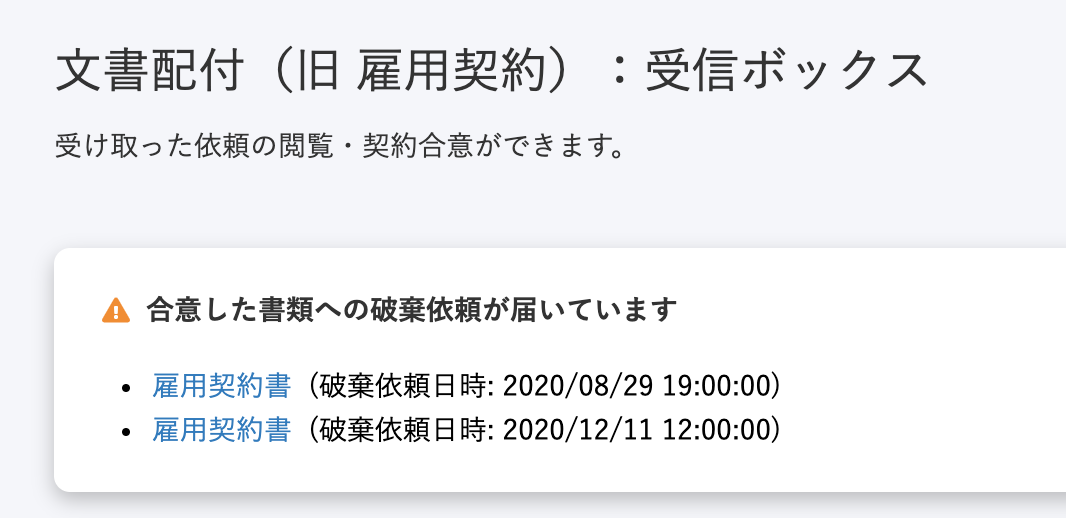 文書配付（旧 雇用契約）：受信ボックス
受け取った依頼の閲覧・契約合意ができます。
合意した書類への破棄依頼が届いています
• 雇用契約書（破棄依頼日時: 2020/08/29 19:00:00）
• 雇用契約書（破棄依頼日時: 2020/12/11 12:00:00）